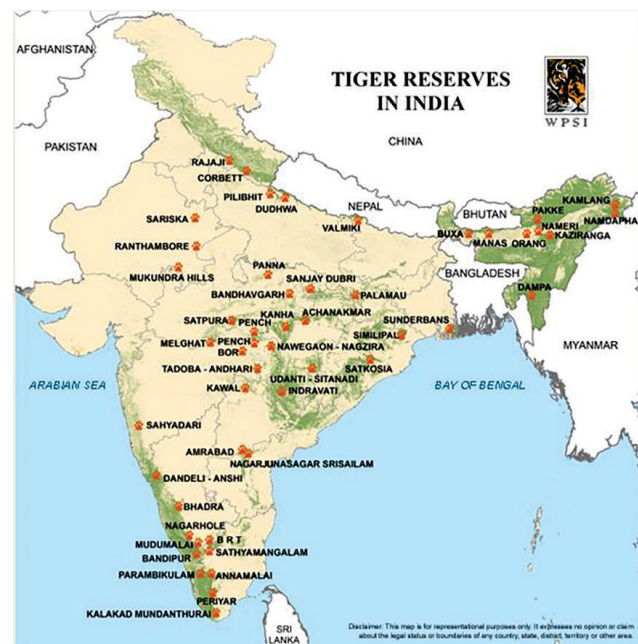 AFGHANISTAN
TIGER RESERVES
IN INDIA
WPSI
PAKISTAN
CHINA
RAJAJI
CORBETT
PILIBHIT
DUDHWA
NEPAL
VALMIKI
SARISKA
RANTHAMBORE
MUKUNDRA HILLS
BHUTAN
BUXA
MANAS
PAKKE
NAMERI
ORANG
KAZIRANGA
KAMLANG
NAMDAPHA
BANGLADESH
DAMPA
MYANMAR
PANNA
SANJAY DUBRI
BANDHAVGARH
PALAMAU
KANHA
ACHANAKMAR
SUNDERBANS
SATPURA
PENCH
SIMILIPAL
MELGHAT
PENCH
BOR
NAWEGAON - NAGZIRA
SATKOSIA
TADOBA - ANDHARI
UDANTI - SITANADI
KAWAL
INDRAVATI
ARABIAN SEA
BAY OF BENGAL
SAHYADARI
AMRABAD
NAGARJUNASAGAR SRISAILAM
DANDELI - ANSHI
BHADRA
NAGARHOLE
B R T
MUDUMALAI
SATHYAMANGALAM
BANDIPUR
PARAMBIKULAM
ANNAMALAI
PERIYAR
KALAKAD MUNDANTHURAI
SRI
LANKA
Disclaimer: This map is for representational purposes only. It expresses no opinion or claim
about the legal status or boundaries of any country, state, district, territory or other area.